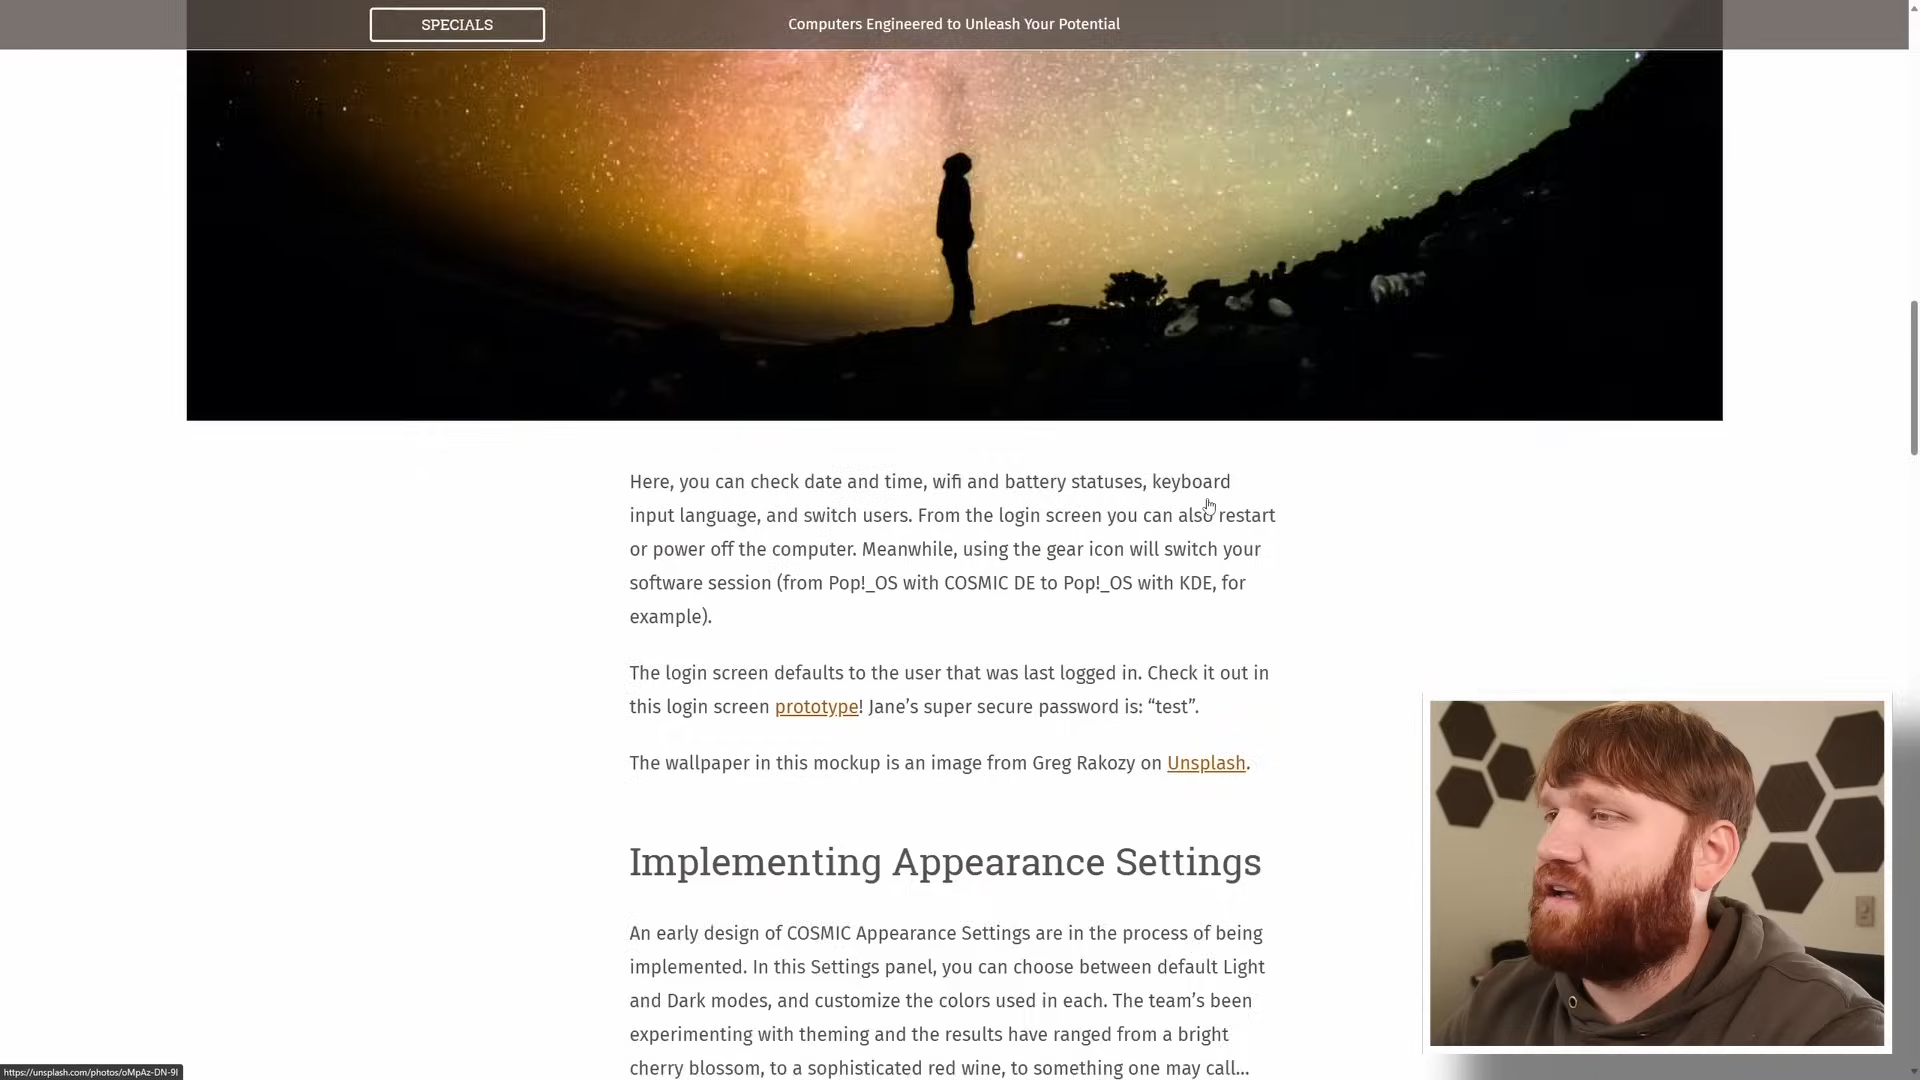 SPECIALS
Computers Engineered to Unleash Your Potential
Here, you can check date and time, wifi and battery statuses, keyboard
input language, and switch users. From the login screen you can also restart
or power off the computer. Meanwhile, using the gear icon will switch your
software session (from Pop!_OS with COSMIC DE to Pop!_OS with KDE, for
example).
The login screen defaults to the user that was last logged in. Check it out in
this login screen prototype! Jane’s super secure password is: “test”.
The wallpaper in this mockup is an image from Greg Rakozy on Unsplash.
Implementing Appearance Settings
An early design of COSMIC Appearance Settings are in the process of being
implemented. In this Settings panel, you can choose between default Light
and Dark modes, and customize the colors used in each. The team’s been
experimenting with theming and the results have ranged from a bright
cherry blossom, to a sophisticated red wine, to something one may call…
https://unsplash.com/photos/oMpAz-DN-9I